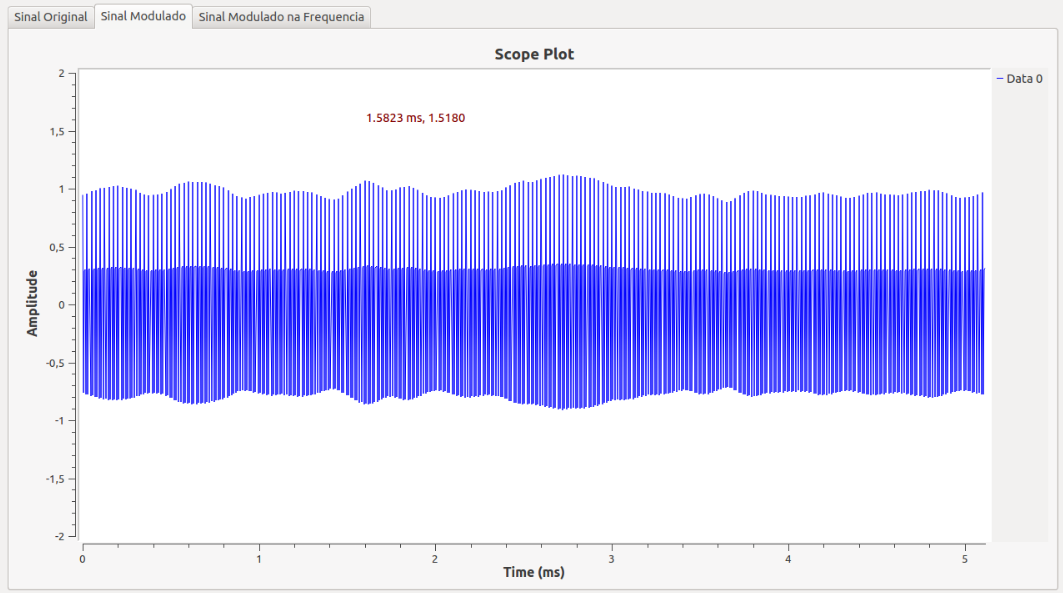 Sinal Original Sinal Modulado Sinal Modulado na Frequencia
Scope Plot
Data 0
1.5823 ms, 1.5180
2
1,5
1
0,5
0
-0,5
-1
-1,5
-2
Amplitude
0 1 2 3 4 5
Time (ms)